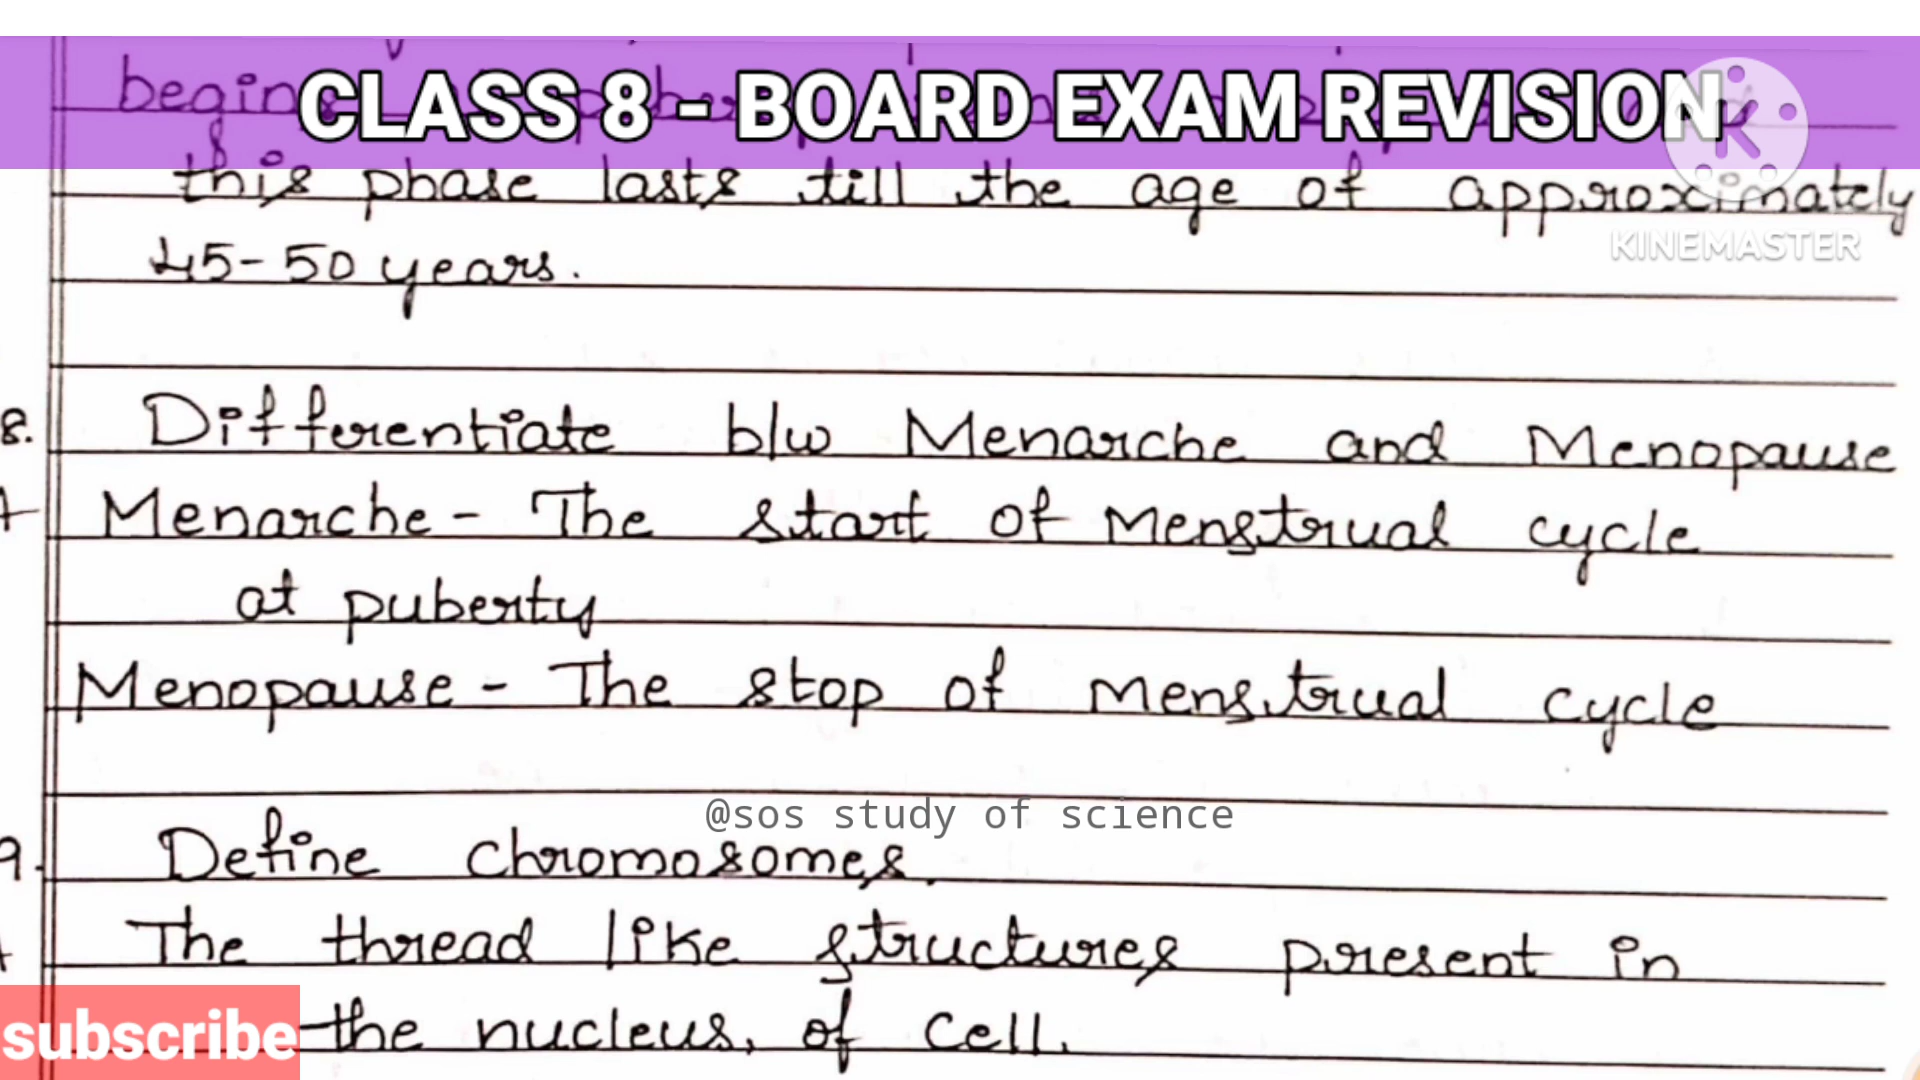 begins
CLASS 8 - BOARD EXAM REVISION
this phase lasts till the age of approximately
KINEMASTER
45-50 years.
8. Differentiate b/w Menarche and Menopause
Menarche - The start of Menstrual cycle
at puberty
Menopause - The stop of Menstrual cycle
@sos study of science
9. Define Chromosomes.
The thread like structures present in
subscribe the nucleus of Cell.